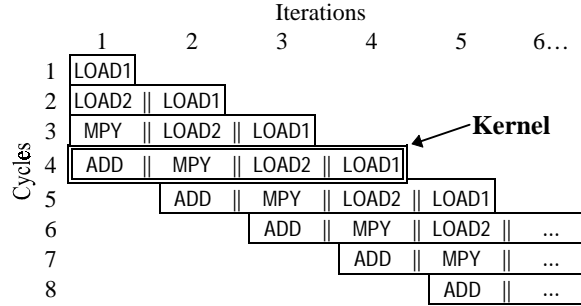 Iterations
1 2 3 4 5 6…
1 LOAD1
2 LOAD2 || LOAD1
3 MPY || LOAD2 || LOAD1
Kernel
4 ADD || MPY || LOAD2 || LOAD1
5 ADD || MPY || LOAD2 || LOAD1
6 ADD || MPY || LOAD2 || ...
7 ADD || MPY || ...
8 ADD || ...
Cycles